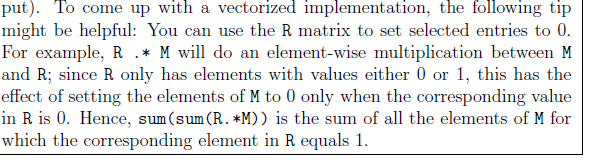 put). To come up with a vectorized implementation, the following tip
might be helpful: You can use the R matrix to set selected entries to 0.
For example, R .* M will do an element-wise multiplication between M
and R; since R only has elements with values either 0 or 1, this has the
effect of setting the elements of M to 0 only when the corresponding value
in R is 0. Hence, sum(sum(R.*M)) is the sum of all the elements of M for
which the corresponding element in R equals 1.